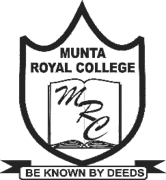 MUNTA
ROYAL COLLEGE
MRC
BE KNOWN BY DEEDS